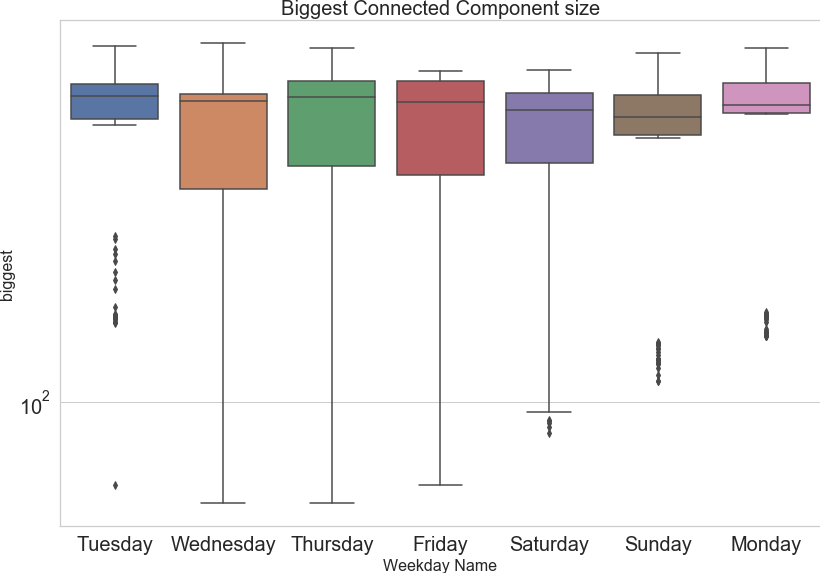 Biggest Connected Component size
biggest
10²
Tuesday Wednesday Thursday Friday Saturday Sunday Monday
Weekday Name